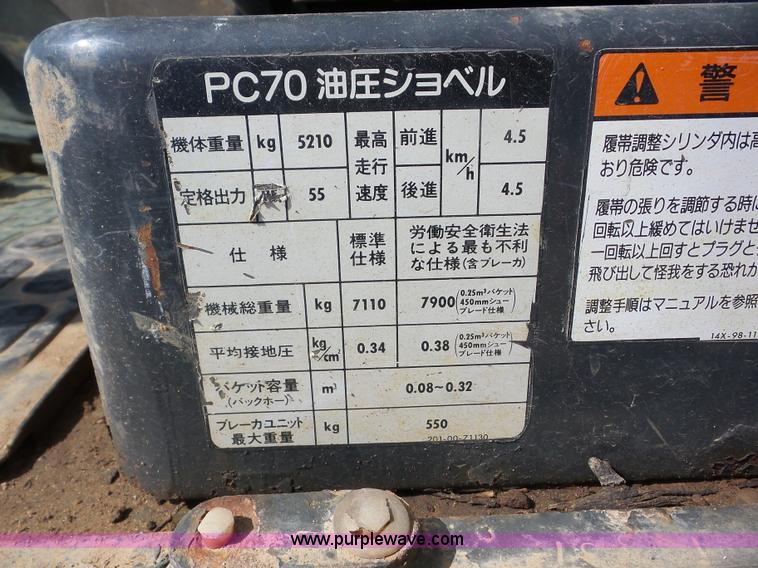 PC70 油圧ショベル
機体重量 kg 5210 最高走行速度 前進 km/h 4.5
定格出力 55 後進 4.5
仕様 標準仕様 労働安全衛生法による最も不利な仕様(含ブレーカ)
機械総重量 kg 7110 7900 (0.25m³バケット 450mmシュー ブレード仕様)
平均接地圧 kg/cm² 0.34 0.38 (0.25m³バケット 450mmシュー ブレード仕様)
ケット容量 (バックホー) m³ 0.08~0.32
ブレーカユニット最大重量 kg 550
201-00-Z1130
警
履帯調整シリンダ内は高
おり危険です。
履帯の張りを調節する時に
回転以上緩めてはいけませ
一回転以上回すとプラグと
飛び出して怪我をする恐れか
調整手順はマニュアルを参照
さい。
14X-98-11
www.purplewave.com